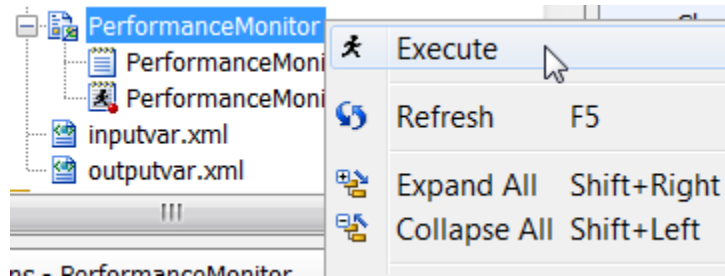 PerformanceMonitor
PerformanceMoni
PerformanceMoni
inputvar.xml
outputvar.xml
Execute
Refresh F5
Expand All Shift+Right
Collapse All Shift+Left
- PerformanceMonitor